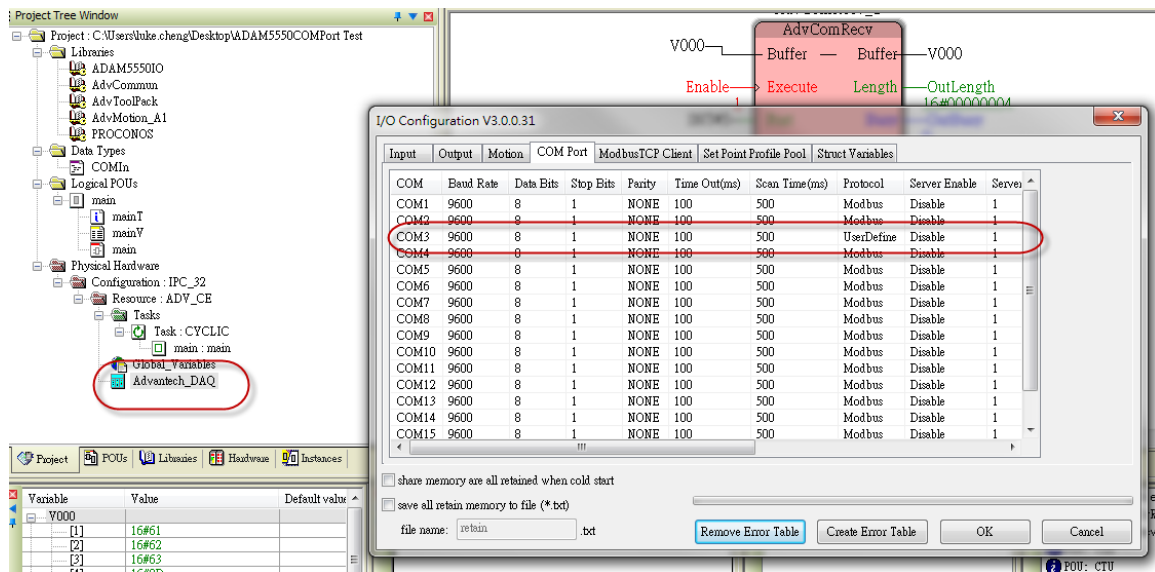 Project Tree Window
Project : C:\Users\luke.cheng\Desktop\ADAM5550COMPort Test
Libraries
ADAM5550IO
AdvCommun
AdvToolPack
AdvMotion_A1
PROCONOS
Data Types
COMIn
Logical POUs
main
mainT
mainV
main
Physical Hardware
Configuration : IPC_32
Resource : ADV_CE
Tasks
Task : CYCLIC
main : main
Global_Variables
Advantech_DAQ
Project POUs Libraries Hardware Instances
Variable Value Default value
V000
[1] 16#61
[2] 16#62
[3] 16#63
[4] 16#0D
AdvComRecv
V000 Buffer Buffer V000
Enable Execute Length OutLength
1 16#00000004
I/O Configuration V3.0.0.31
Input Output Motion COM Port ModbusTCP Client Set Point Profile Pool Struct Variables
COM Baud Rate Data Bits Stop Bits Parity Time Out(ms) Scan Time(ms) Protocol Server Enable Server
COM1 9600 8 1 NONE 100 500 Modbus Disable 1
COM2 9600 8 1 NONE 100 500 Modbus Disable 1
COM3 9600 8 1 NONE 100 500 UserDefine Disable 1
COM4 9600 8 1 NONE 100 500 Modbus Disable 1
COM5 9600 8 1 NONE 100 500 Modbus Disable 1
COM6 9600 8 1 NONE 100 500 Modbus Disable 1
COM7 9600 8 1 NONE 100 500 Modbus Disable 1
COM8 9600 8 1 NONE 100 500 Modbus Disable 1
COM9 9600 8 1 NONE 100 500 Modbus Disable 1
COM10 9600 8 1 NONE 100 500 Modbus Disable 1
COM11 9600 8 1 NONE 100 500 Modbus Disable 1
COM12 9600 8 1 NONE 100 500 Modbus Disable 1
COM13 9600 8 1 NONE 100 500 Modbus Disable 1
COM14 9600 8 1 NONE 100 500 Modbus Disable 1
COM15 9600 8 1 NONE 100 500 Modbus Disable 1
share memory are all retained when cold start
save all retain memory to file (*.txt)
file name: retain .txt
Remove Error Table Create Error Table OK Cancel
POU: CTU